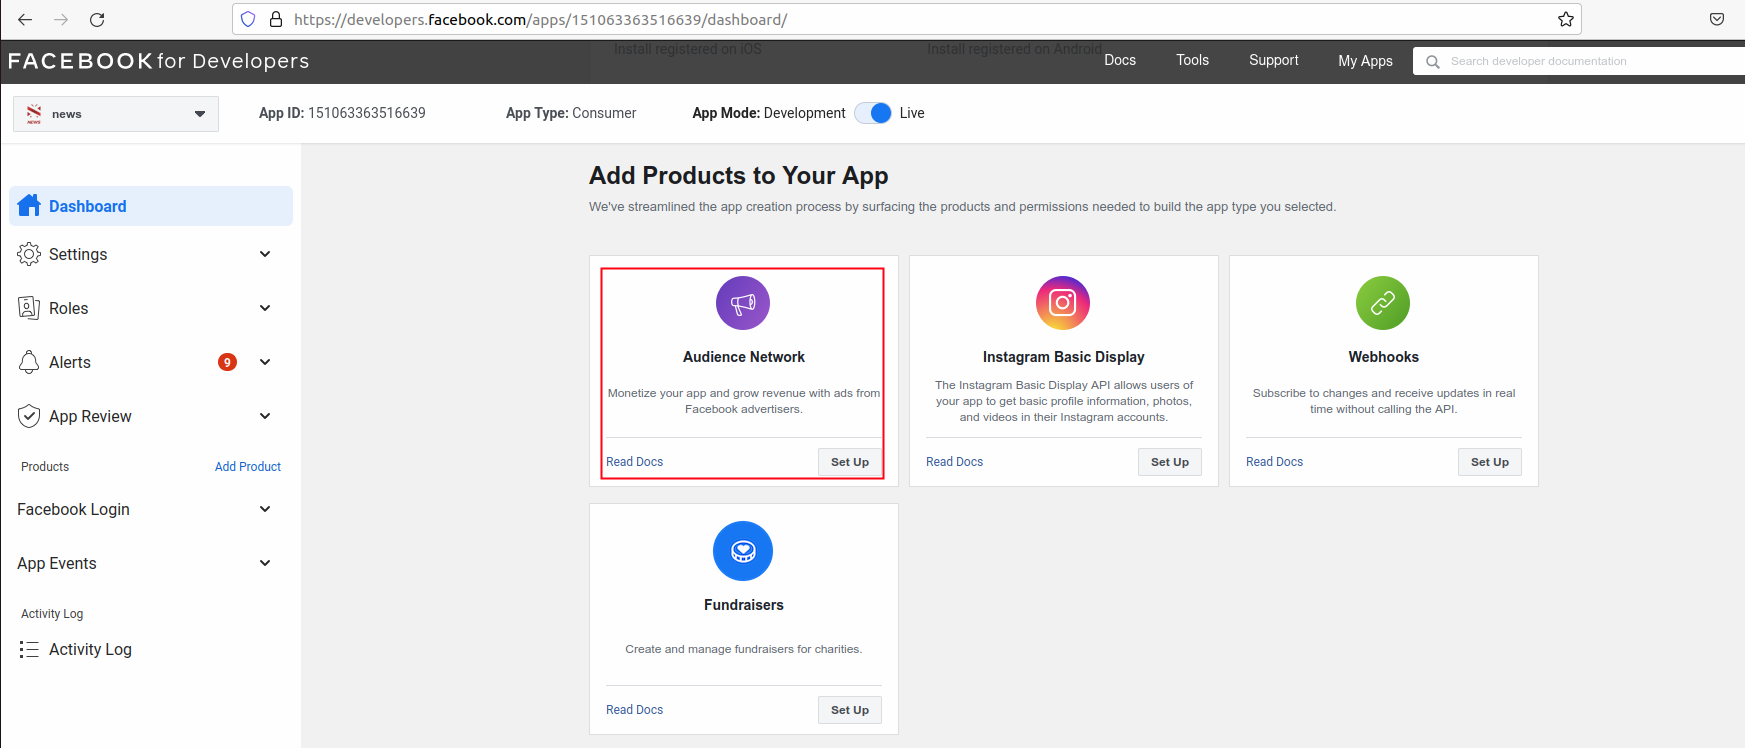 https://developers.facebook.com/apps/151063363516639/dashboard/
Install registered on iOS
Install registered on Android
FACEBOOK for Developers
Docs
Tools
Support
My Apps
Search developer documentation
NEWS
news
App ID: 151063363516639
App Type: Consumer
App Mode: Development
Live
Dashboard
Settings
Roles
Alerts
9
App Review
Products
Add Product
Facebook Login
App Events
Activity Log
Activity Log
Add Products to Your App
We've streamlined the app creation process by surfacing the products and permissions needed to build the app type you selected.
Audience Network
Monetize your app and grow revenue with ads from
Facebook advertisers.
Read Docs
Set Up
Instagram Basic Display
The Instagram Basic Display API allows users of
your app to get basic profile information, photos,
and videos in their Instagram accounts.
Read Docs
Set Up
Webhooks
Subscribe to changes and receive updates in real
time without calling the API.
Read Docs
Set Up
Fundraisers
Create and manage fundraisers for charities.
Read Docs
Set Up